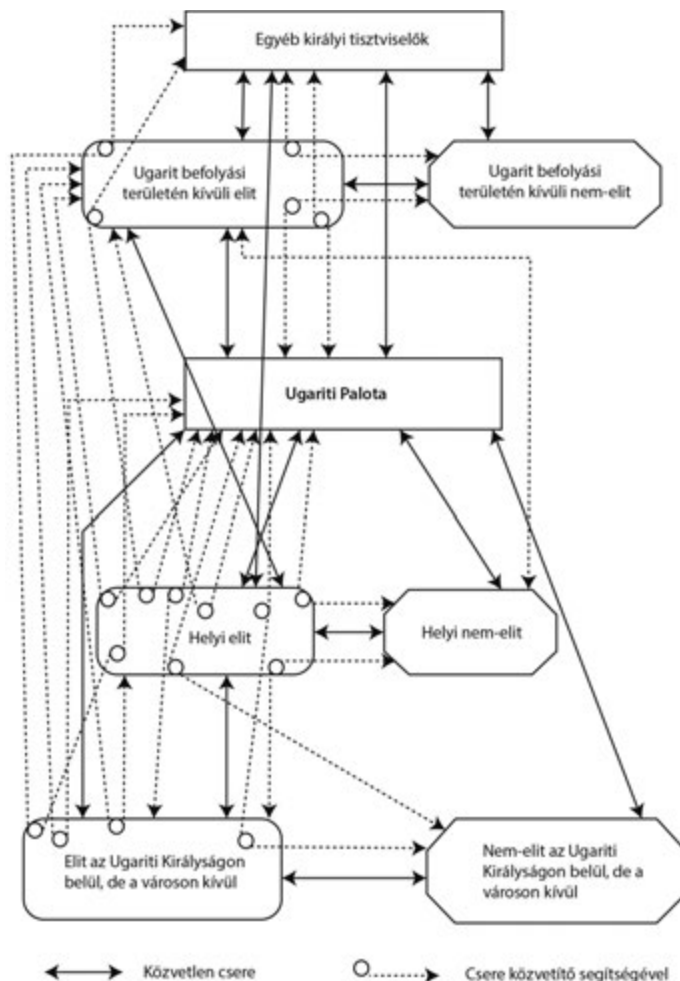 Egyéb királyi tisztviselők
Ugarit befolyási
területén kívüli elit
Ugarit befolyási
területén kívüli nem-elit
Ugariti Palota
Helyi elit
Helyi nem-elit
Elit az Ugariti Királyságon
belül, de a városon kívül
Nem-elit az Ugariti
Királyságon belül, de a
városon kívül
Közvetlen csere
Csere közvetítő segítségével